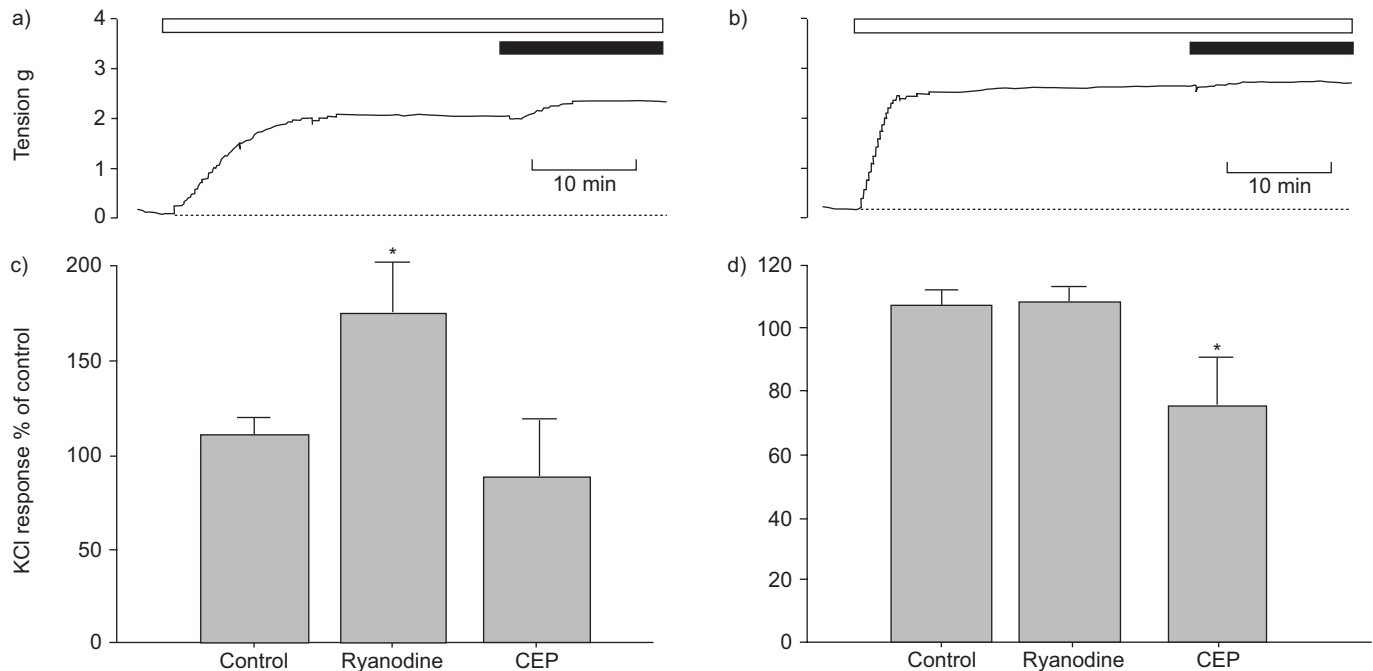 a)
Tension g
4
3
2
1
0
10 min
b)
10 min
c)
KCl response % of control
200
150
100
50
0
*
Control Ryanodine CEP
d)
120
100
80
60
40
20
0
*
Control Ryanodine CEP